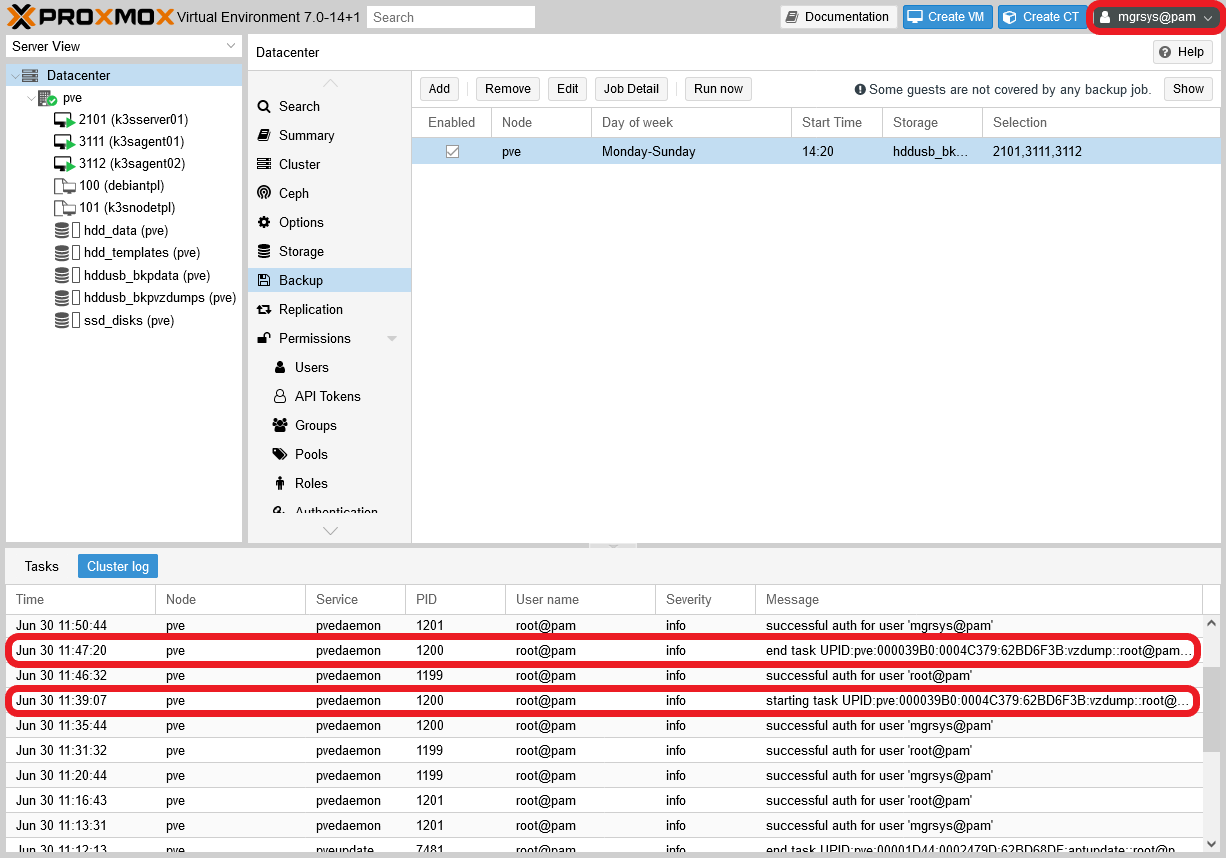 PROXMOX Virtual Environment 7.0-14+1 Search Documentation Create VM Create CT mgrsys@pam
Server View
Datacenter
pve
2101 (k3sserver01)
3111 (k3sagent01)
3112 (k3sagent02)
100 (debiantpl)
101 (k3snodetpl)
hdd_data (pve)
hdd_templates (pve)
hddusb_bkpdata (pve)
hddusb_bkpvzdumps (pve)
ssd_disks (pve)
Datacenter Help
Search
Summary
Cluster
Ceph
Options
Storage
Backup
Replication
Permissions
Users
API Tokens
Groups
Pools
Roles
Authentication
Add Remove Edit Job Detail Run now Some guests are not covered by any backup job. Show
Enabled Node Day of week Start Time Storage Selection
pve Monday-Sunday 14:20 hddusb_bk... 2101,3111,3112
Tasks Cluster log
Time Node Service PID User name Severity Message
Jun 30 11:50:44 pve pvedaemon 1201 root@pam info successful auth for user 'mgrsys@pam'
Jun 30 11:47:20 pve pvedaemon 1200 root@pam info end task UPID:pve:000039B0:0004C379:62BD6F3B:vzdump::root@pam...
Jun 30 11:46:32 pve pvedaemon 1199 root@pam info successful auth for user 'root@pam'
Jun 30 11:39:07 pve pvedaemon 1200 root@pam info starting task UPID:pve:000039B0:0004C379:62BD6F3B:vzdump::root@...
Jun 30 11:35:44 pve pvedaemon 1200 root@pam info successful auth for user 'mgrsys@pam'
Jun 30 11:31:32 pve pvedaemon 1199 root@pam info successful auth for user 'root@pam'
Jun 30 11:20:44 pve pvedaemon 1199 root@pam info successful auth for user 'mgrsys@pam'
Jun 30 11:16:43 pve pvedaemon 1201 root@pam info successful auth for user 'root@pam'
Jun 30 11:13:31 pve pvedaemon 1201 root@pam info successful auth for user 'mgrsys@pam'
Jun 30 11:12:13 pve pveupdate 7481 root@pam info end task UPID:pve:00001D44:0002479D:62BD68DE:aptupdate::root@p